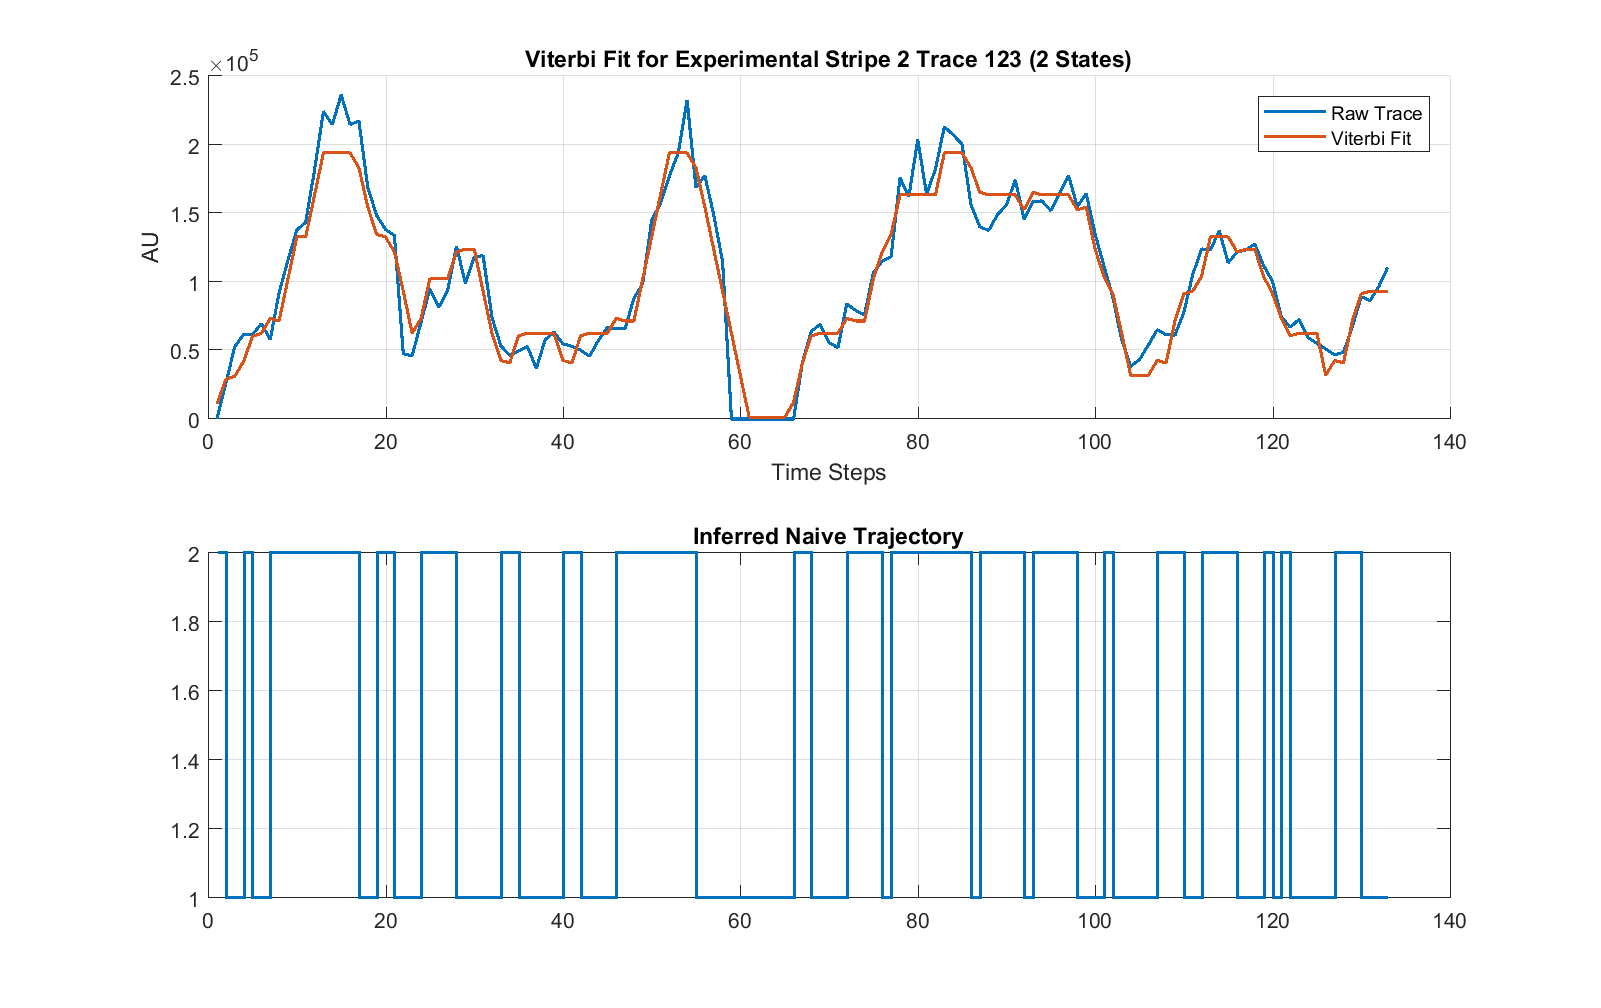 Viterbi Fit for Experimental Stripe 2 Trace 123 (2 States)
×10⁵
2.5
2
1.5
1
0.5
0
AU
Raw Trace
Viterbi Fit
0 20 40 60 80 100 120 140
Time Steps
Inferred Naive Trajectory
2
1.8
1.6
1.4
1.2
1
0 20 40 60 80 100 120 140